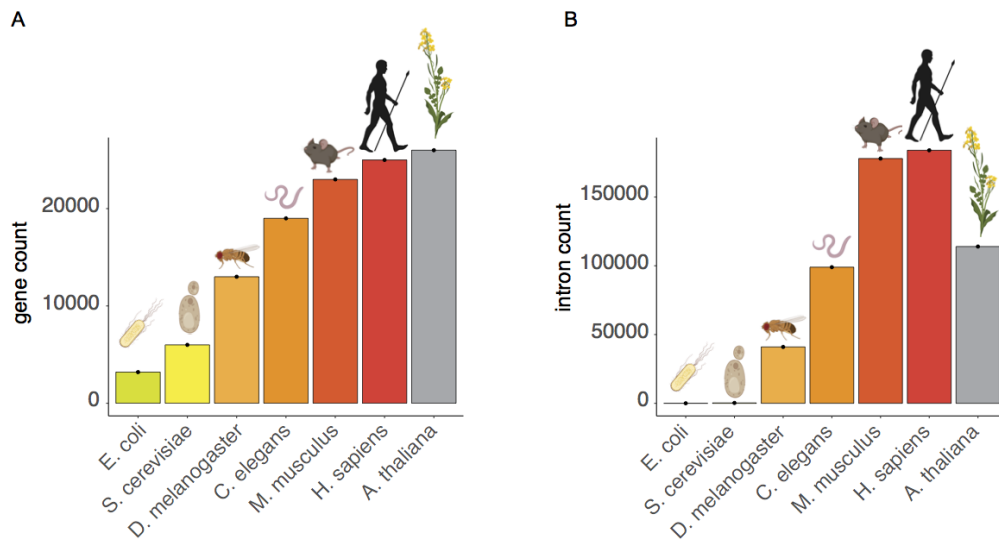 A
gene count
20000
10000
0
E. coli
S. cerevisiae
D. melanogaster
C. elegans
M. musculus
H. sapiens
A. thaliana
B
intron count
150000
100000
50000
0
E. coli
S. cerevisiae
D. melanogaster
C. elegans
M. musculus
H. sapiens
A. thaliana